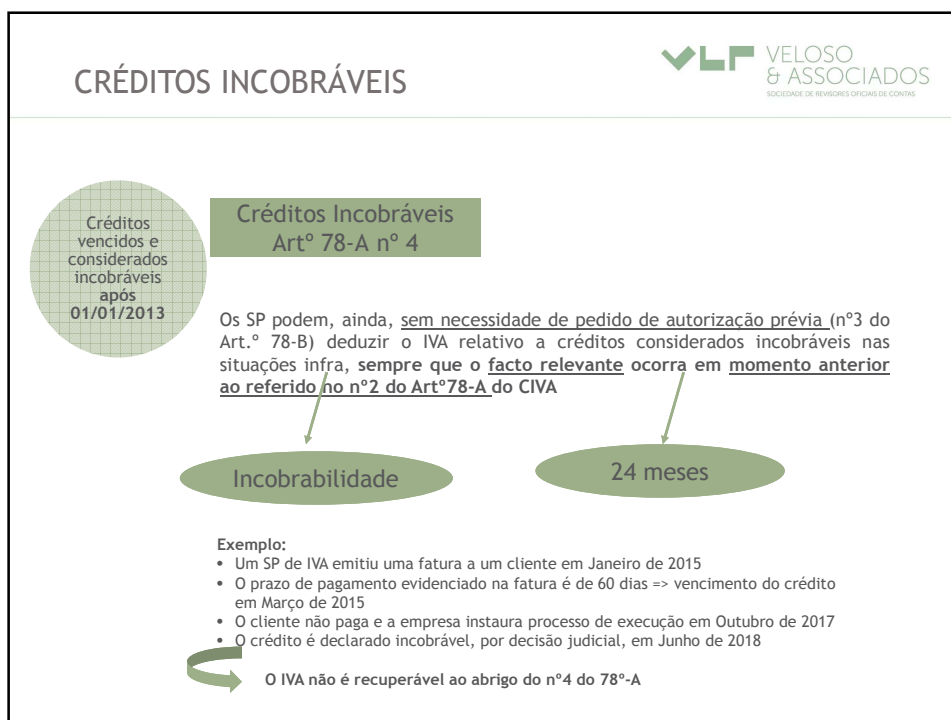 CRÉDITOS INCOBRÁVEIS
VLF VELOSO
& ASSOCIADOS
SOCIEDADE DE REVISORES OFICIAIS DE CONTAS
Créditos
vencidos e
considerados
incobráveis
após
01/01/2013
Créditos Incobráveis
Artº 78-A nº 4
Os SP podem, ainda, sem necessidade de pedido de autorização prévia (nº3 do
Art.º 78-B) deduzir o IVA relativo a créditos considerados incobráveis nas
situações infra, sempre que o facto relevante ocorra em momento anterior
ao referido no nº2 do Artº78-A do CIVA
Incobrabilidade
24 meses
Exemplo:
• Um SP de IVA emitiu uma fatura a um cliente em Janeiro de 2015
• O prazo de pagamento evidenciado na fatura é de 60 dias => vencimento do crédito
em Março de 2015
• O cliente não paga e a empresa instaura processo de execução em Outubro de 2017
• O crédito é declarado incobrável, por decisão judicial, em Junho de 2018
O IVA não é recuperável ao abrigo do nº4 do 78º-A